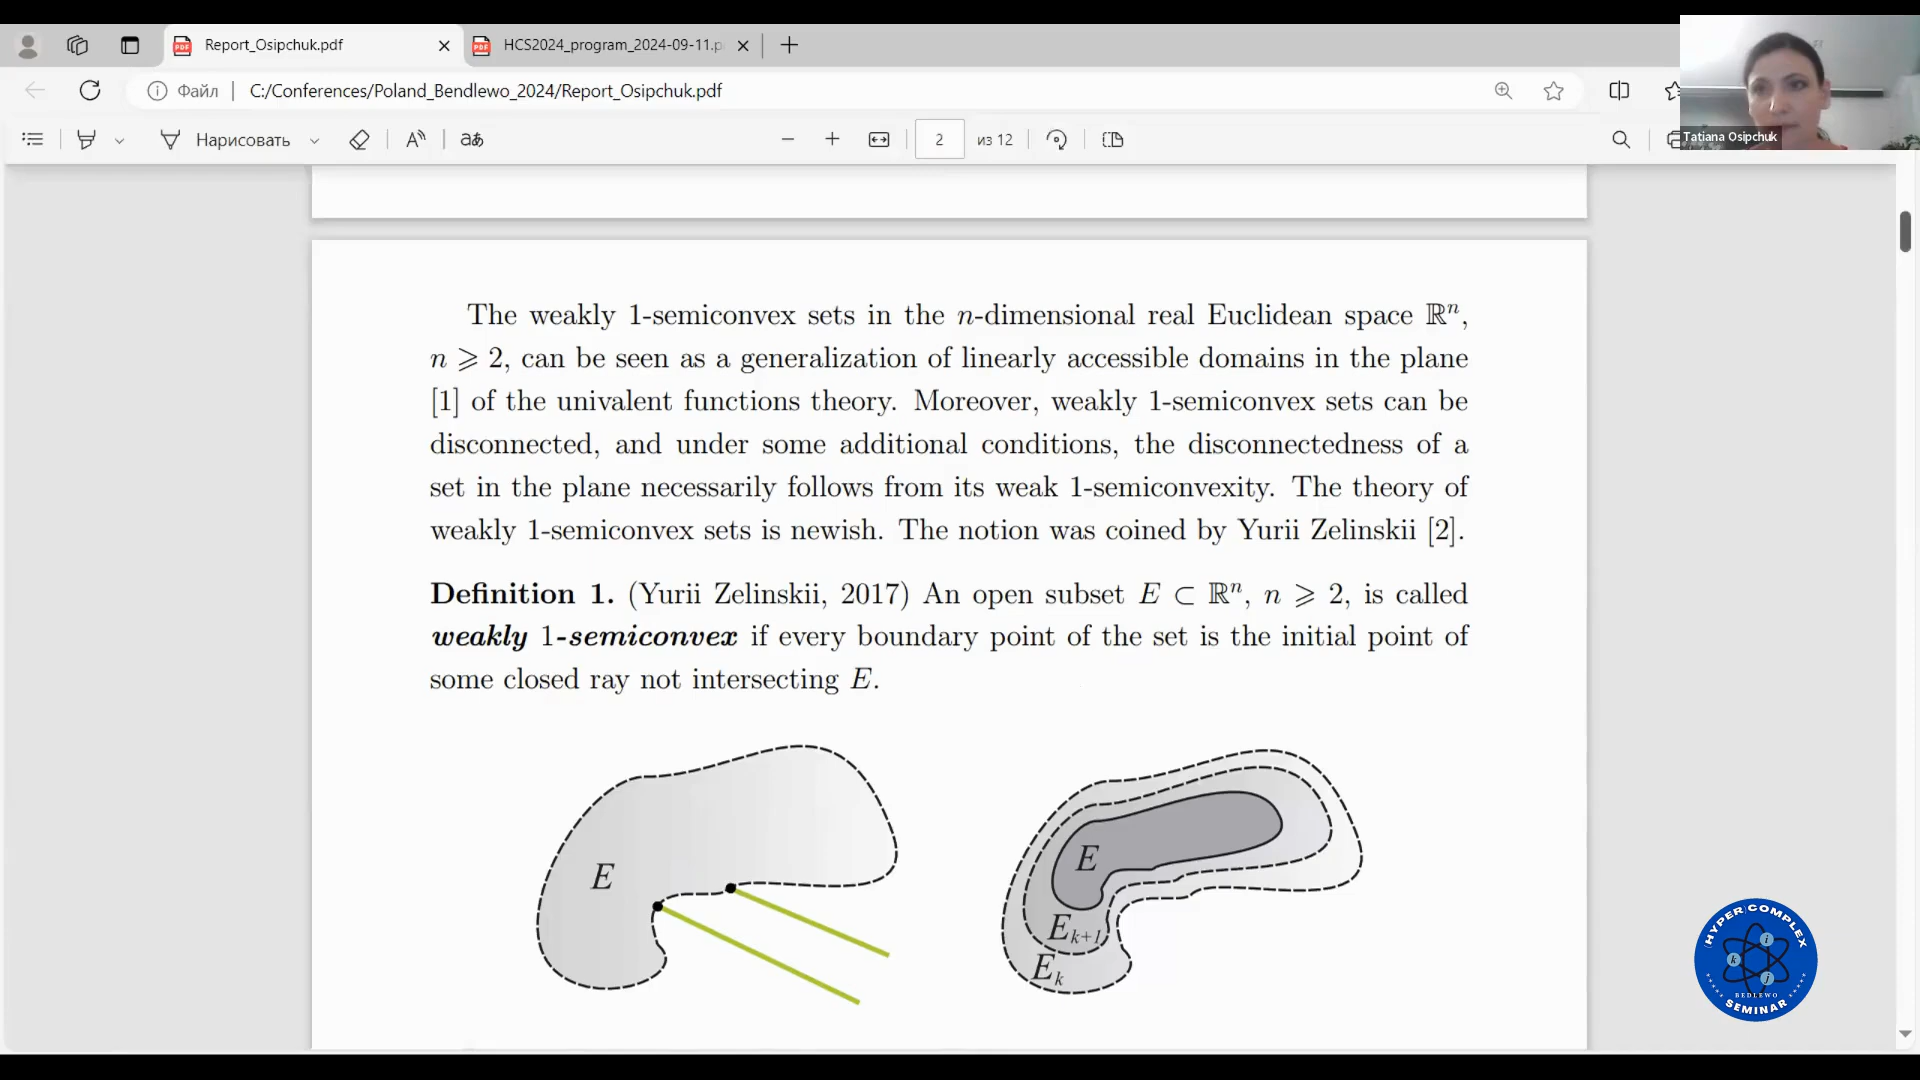 Report_Osipchuk.pdf
HCS2024_program_2024-09-11.p
Файл
C:/Conferences/Poland_Bendlewo_2024/Report_Osipchuk.pdf
Tatiana Osipchuk
Нарисовать
2 из 12
The weakly 1-semiconvex sets in the n-dimensional real Euclidean space ℝⁿ,
n ⩾ 2, can be seen as a generalization of linearly accessible domains in the plane
[1] of the univalent functions theory. Moreover, weakly 1-semiconvex sets can be
disconnected, and under some additional conditions, the disconnectedness of a
set in the plane necessarily follows from its weak 1-semiconvexity. The theory of
weakly 1-semiconvex sets is newish. The notion was coined by Yurii Zelinskii [2].
Definition 1. (Yurii Zelinskii, 2017) An open subset E ⊂ ℝⁿ, n ⩾ 2, is called
weakly 1-semiconvex if every boundary point of the set is the initial point of
some closed ray not intersecting E.
E
E
E_{k+1}
E_k
HYPER COMPLEX
i
k
j
BEDLEWO
SEMINAR